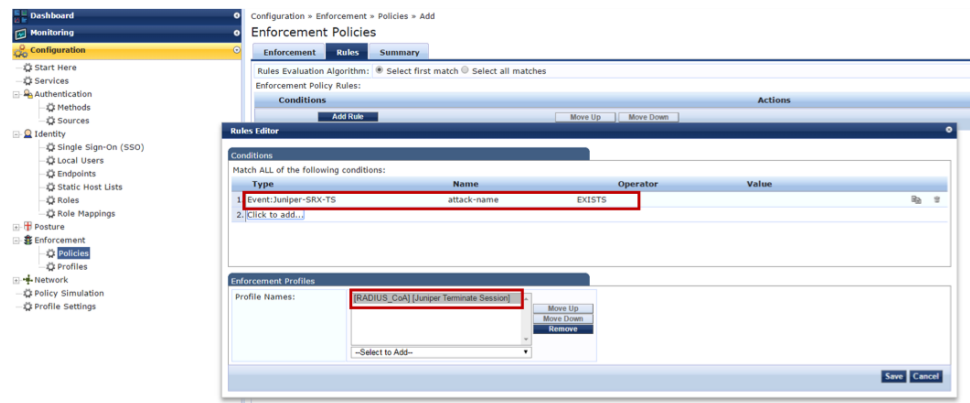 Dashboard
Monitoring
Configuration
Start Here
Services
Authentication
Methods
Sources
Identity
Single Sign-On (SSO)
Local Users
Endpoints
Static Host Lists
Roles
Role Mappings
Posture
Enforcement
Policies
Profiles
Network
Policy Simulation
Profile Settings
Configuration » Enforcement » Policies » Add
Enforcement Policies
Enforcement Rules Summary
Rules Evaluation Algorithm: Select first match Select all matches
Enforcement Policy Rules:
Conditions Actions
Add Rule Move Up Move Down
Rules Editor
Conditions
Match ALL of the following conditions:
Type Name Operator Value
1. Event:Juniper-SRX-TS attack-name EXISTS
2. Click to add...
Enforcement Profiles
Profile Names: [RADIUS_CoA] [Juniper Terminate Session]
Move Up
Move Down
Remove
--Select to Add--
Save Cancel